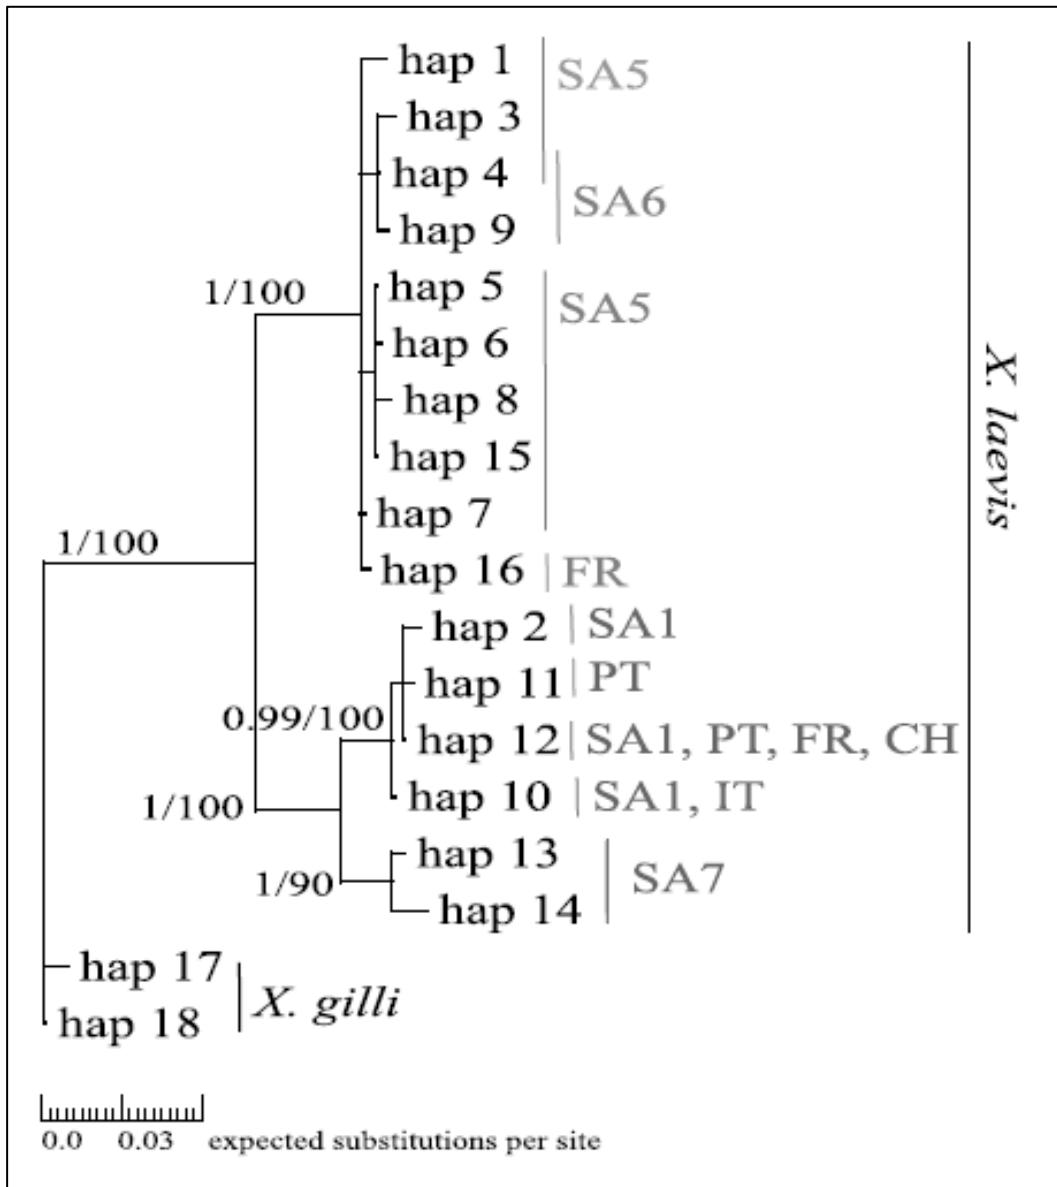 hap 1
SA5
hap 3
hap 4
SA6
hap 9
1/100
hap 5
SA5
hap 6
hap 8
hap 15
hap 7
X. laevis
1/100
hap 16
FR
hap 2
SA1
hap 11
PT
0.99/100
hap 12
SA1, PT, FR, CH
hap 10
SA1, IT
1/100
hap 13
1/90
SA7
hap 14
hap 17
X. gilli
hap 18
0.0 0.03 expected substitutions per site